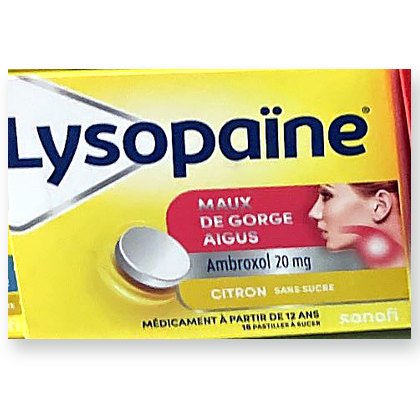 Lysopaïne®
MAUX
DE GORGE
AIGUS
Ambroxol 20 mg
CITRON SANS SUCRE
MÉDICAMENT À PARTIR DE 12 ANS
18 PASTILLES À SUCER
sanofi